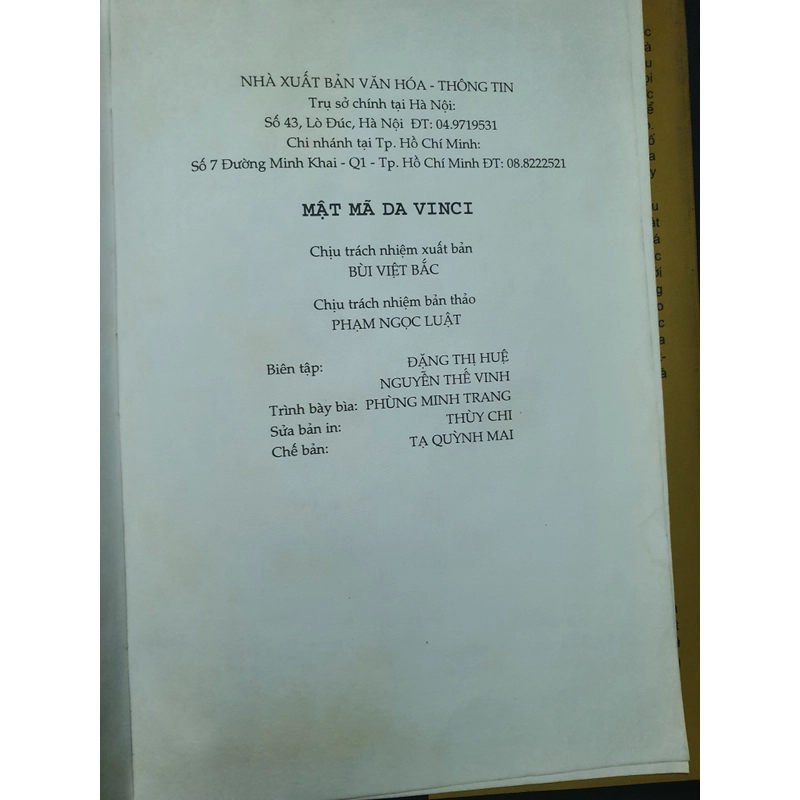 NHÀ XUẤT BẢN VĂN HÓA - THÔNG TIN
Trụ sở chính tại Hà Nội:
Số 43, Lò Đúc, Hà Nội ĐT: 04.9719531
Chi nhánh tại Tp. Hồ Chí Minh:
Số 7 Đường Minh Khai - Q1 - Tp. Hồ Chí Minh ĐT: 08.8222521
MẬT MÃ DA VINCI
Chịu trách nhiệm xuất bản
BÙI VIỆT BẮC
Chịu trách nhiệm bản thảo
PHẠM NGỌC LUẬT
Biên tập: ĐẶNG THỊ HUỆ
NGUYỄN THẾ VINH
Trình bày bìa: PHÙNG MINH TRANG
Sửa bản in: THÙY CHI
Chế bản: TẠ QUỲNH MAI